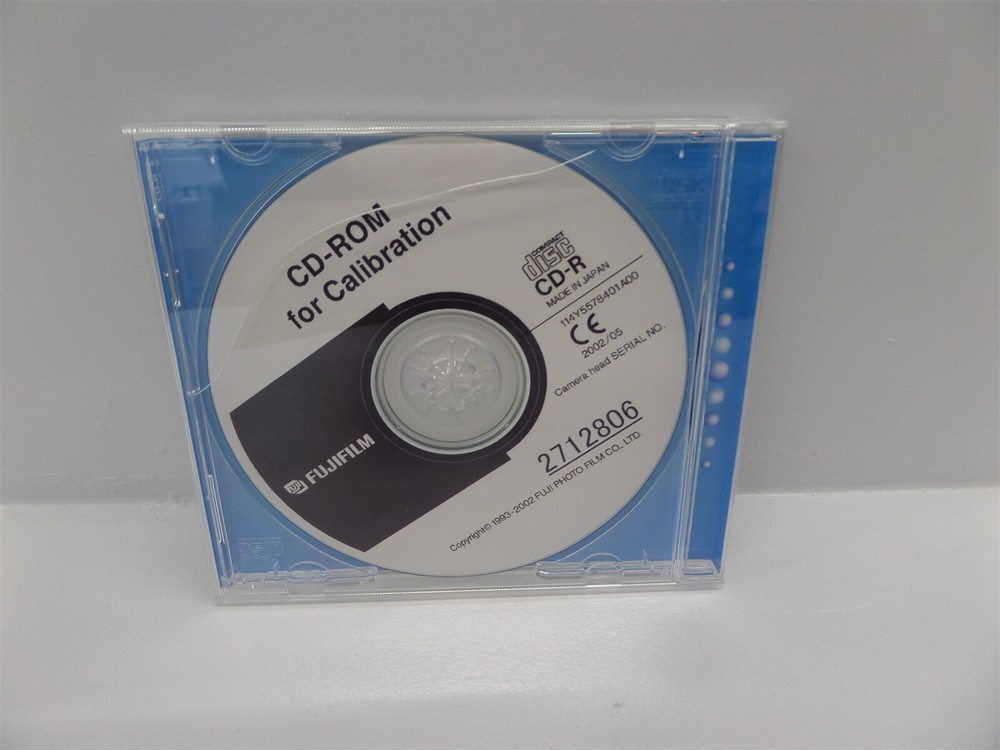 CD-ROM
for Calibration
COMPACT
disc
CD-R
MADE IN JAPAN
114Y5578401A00
CE
2002/05
Camera head SERIAL NO.
2712806
FUJIFILM
Copyright© 1993-2002 FUJI PHOTO FILM CO., LTD.